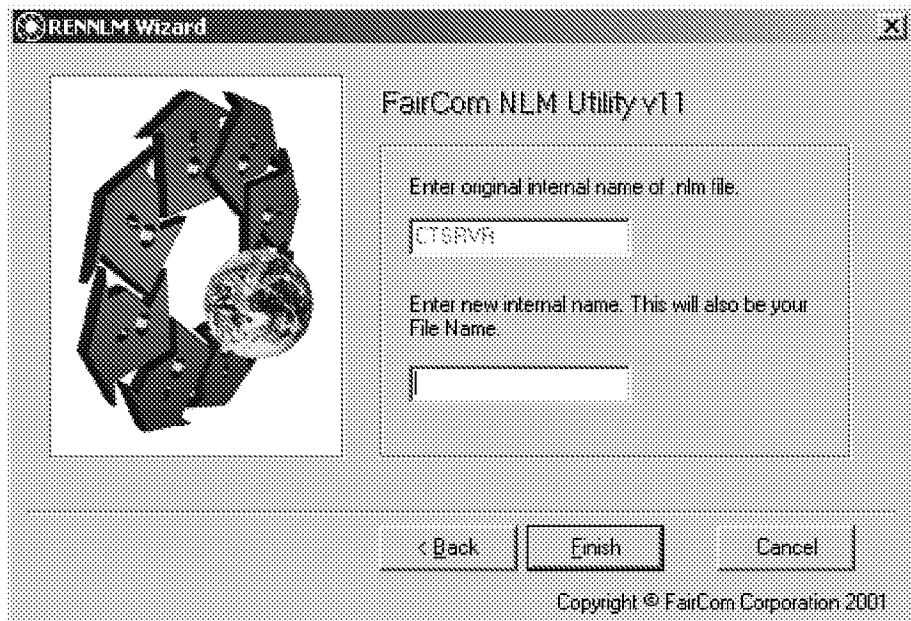 RENNLM Wizard
FairCom NLM Utility v11
Enter original internal name of .nlm file.
CTSRVR
Enter new internal name. This will also be your
File Name.
< Back
Finish
Cancel
Copyright © FairCom Corporation 2001